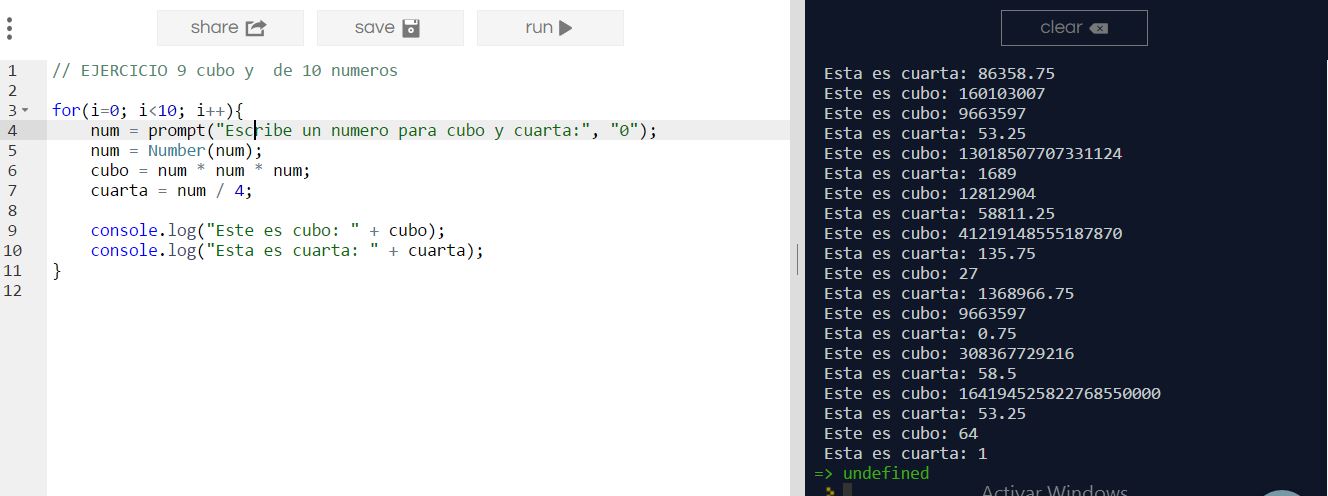 share save run clear
1 // EJERCICIO 9 cubo y  de 10 numeros
2
3 for(i=0; i<10; i++){
4     num = prompt("Escribe un numero para cubo y cuarta:", "0");
5     num = Number(num);
6     cubo = num * num * num;
7     cuarta = num / 4;
8
9     console.log("Este es cubo: " + cubo);
10     console.log("Esta es cuarta: " + cuarta);
11 }
12
Esta es cuarta: 86358.75
Este es cubo: 160103007
Este es cubo: 9663597
Esta es cuarta: 53.25
Este es cubo: 13018507707331124
Esta es cuarta: 1689
Este es cubo: 12812904
Esta es cuarta: 58811.25
Este es cubo: 41219148555187870
Esta es cuarta: 135.75
Este es cubo: 27
Esta es cuarta: 1368966.75
Este es cubo: 9663597
Esta es cuarta: 0.75
Este es cubo: 308367729216
Esta es cuarta: 58.5
Este es cubo: 164194525822768550000
Esta es cuarta: 53.25
Este es cubo: 64
Esta es cuarta: 1
=> undefined
Activar Windows